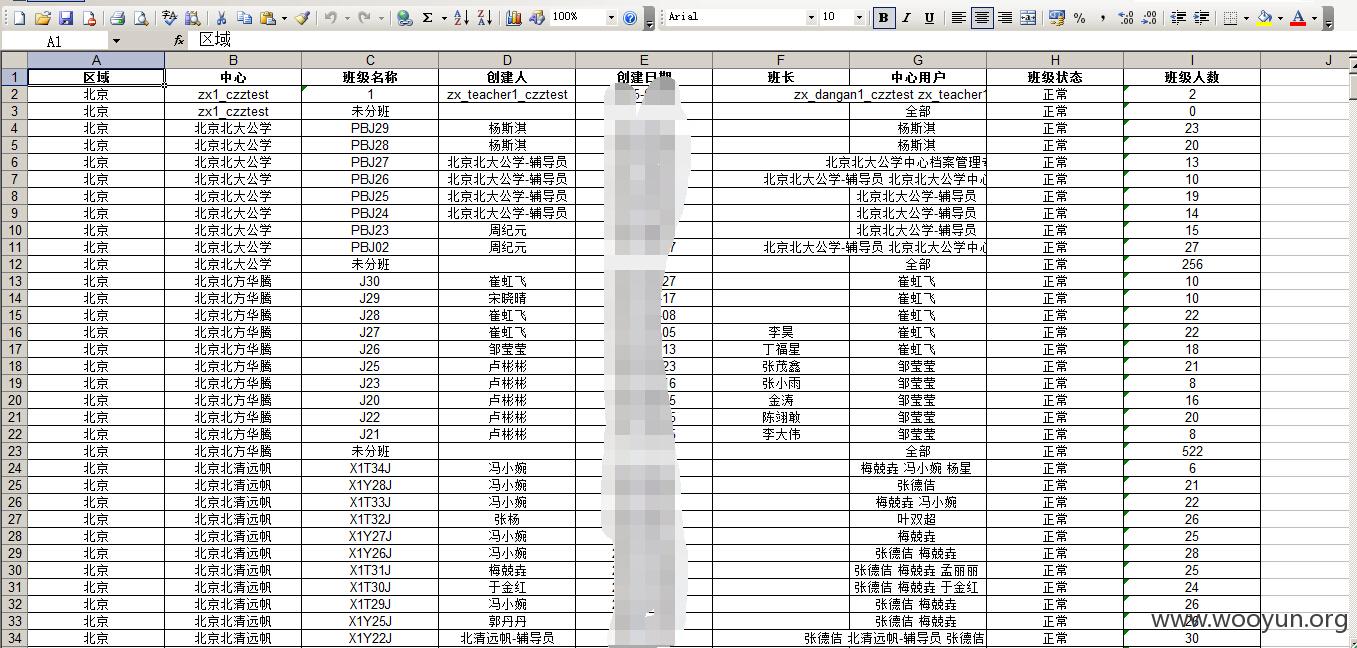 100% Arial 10 B I U
A1 fx 区域
A B C D E F G H I J
1 区域 中心 班级名称 创建人 创建日期 班长 中心用户 班级状态 班级人数
2 北京 zx1_czztest 1 zx_teacher1_czztest zx_dangan1_czztest zx_teacher1 正常 2
3 北京 zx1_czztest 未分班 全部 正常 0
4 北京 北京北大公学 PBJ29 杨斯淇 杨斯淇 正常 23
5 北京 北京北大公学 PBJ28 杨斯淇 杨斯淇 正常 20
6 北京 北京北大公学 PBJ27 北京北大公学-辅导员 北京北大公学中心档案管理 正常 13
7 北京 北京北大公学 PBJ26 北京北大公学-辅导员 北京北大公学-辅导员 北京北大公学中 正常 10
8 北京 北京北大公学 PBJ25 北京北大公学-辅导员 北京北大公学-辅导员 正常 19
9 北京 北京北大公学 PBJ24 北京北大公学-辅导员 北京北大公学-辅导员 正常 14
10 北京 北京北大公学 PBJ23 周纪元 北京北大公学-辅导员 正常 15
11 北京 北京北大公学 PBJ02 周纪元 7 北京北大公学-辅导员 北京北大公学中 正常 27
12 北京 北京北大公学 未分班 全部 正常 256
13 北京 北京北方华腾 J30 崔虹飞 27 崔虹飞 正常 10
14 北京 北京北方华腾 J29 宋晓晴 -17 崔虹飞 正常 10
15 北京 北京北方华腾 J28 崔虹飞 -08 崔虹飞 正常 22
16 北京 北京北方华腾 J27 崔虹飞 05 李昊 崔虹飞 正常 22
17 北京 北京北方华腾 J26 邹莹莹 13 丁福星 崔虹飞 正常 18
18 北京 北京北方华腾 J25 卢彬彬 23 张茂鑫 邹莹莹 正常 21
19 北京 北京北方华腾 J23 卢彬彬 6 张小雨 邹莹莹 正常 8
20 北京 北京北方华腾 J20 卢彬彬 5 金涛 邹莹莹 正常 16
21 北京 北京北方华腾 J22 卢彬彬 陈翊敢 邹莹莹 正常 20
22 北京 北京北方华腾 J21 卢彬彬 李大伟 邹莹莹 正常 8
23 北京 北京北方华腾 未分班 全部 正常 522
24 北京 北京北清远帆 X1T34J 冯小婉 梅兢垚 冯小婉 杨星 正常 6
25 北京 北京北清远帆 X1Y28J 冯小婉 张德佶 正常 21
26 北京 北京北清远帆 X1T33J 冯小婉 梅兢垚 冯小婉 正常 22
27 北京 北京北清远帆 X1T32J 张杨 叶双超 正常 26
28 北京 北京北清远帆 X1Y27J 冯小婉 梅兢垚 正常 25
29 北京 北京北清远帆 X1Y26J 冯小婉 张德佶 梅兢垚 正常 28
30 北京 北京北清远帆 X1T31J 梅兢垚 张德佶 梅兢垚 孟丽丽 正常 25
31 北京 北京北清远帆 X1T30J 于金红 张德佶 梅兢垚 于金红 正常 24
32 北京 北京北清远帆 X1T29J 冯小婉 张德佶 梅兢垚 正常 26
33 北京 北京北清远帆 X1Y25J 郭丹丹 张德佶 梅兢垚 正常 26
34 北京 北京北清远帆 X1Y22J 北清远帆-辅导员 张德佶 北清远帆-辅导员 张德佶 正常 30
www.wooyun.org